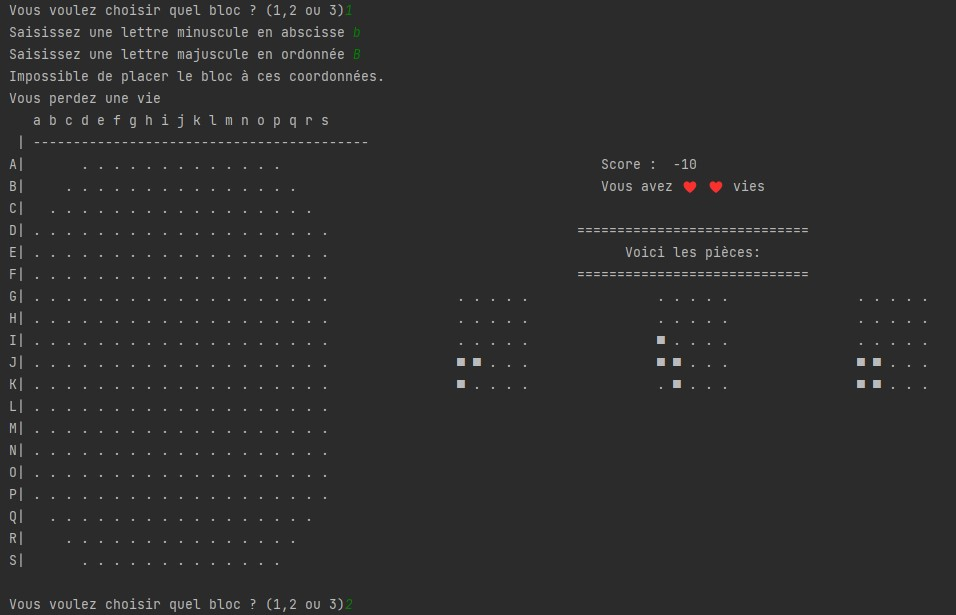 Vous voulez choisir quel bloc ? (1,2 ou 3)1
Saisissez une lettre minuscule en abscisse b
Saisissez une lettre majuscule en ordonnée B
Impossible de placer le bloc à ces coordonnées.
Vous perdez une vie
   a b c d e f g h i j k l m n o p q r s
 | ------------------------------------------
A|       . . . . . . . . . . . . .                                        Score :  -10
B|     . . . . . . . . . . . . . . .                                      Vous avez ♥ ♥ vies
C|   . . . . . . . . . . . . . . . . .
D| . . . . . . . . . . . . . . . . . . .                               =============================
E| . . . . . . . . . . . . . . . . . . .                                     Voici les pièces:
F| . . . . . . . . . . . . . . . . . . .                               =============================
G| . . . . . . . . . . . . . . . . . . .                . . . . .                . . . . .                . . . . .
H| . . . . . . . . . . . . . . . . . . .                . . . . .                . . . . .                . . . . .
I| . . . . . . . . . . . . . . . . . . .                . . . . .                ■ . . . .                . . . . .
J| . . . . . . . . . . . . . . . . . . .                ■ ■ . . .                ■ ■ . . .                ■ ■ . . .
K| . . . . . . . . . . . . . . . . . . .                ■ . . . .                . ■ . . .                ■ ■ . . .
L| . . . . . . . . . . . . . . . . . . .
M| . . . . . . . . . . . . . . . . . . .
N| . . . . . . . . . . . . . . . . . . .
O| . . . . . . . . . . . . . . . . . . .
P| . . . . . . . . . . . . . . . . . . .
Q|   . . . . . . . . . . . . . . . . .
R|     . . . . . . . . . . . . . . .
S|       . . . . . . . . . . . . .
Vous voulez choisir quel bloc ? (1,2 ou 3)2